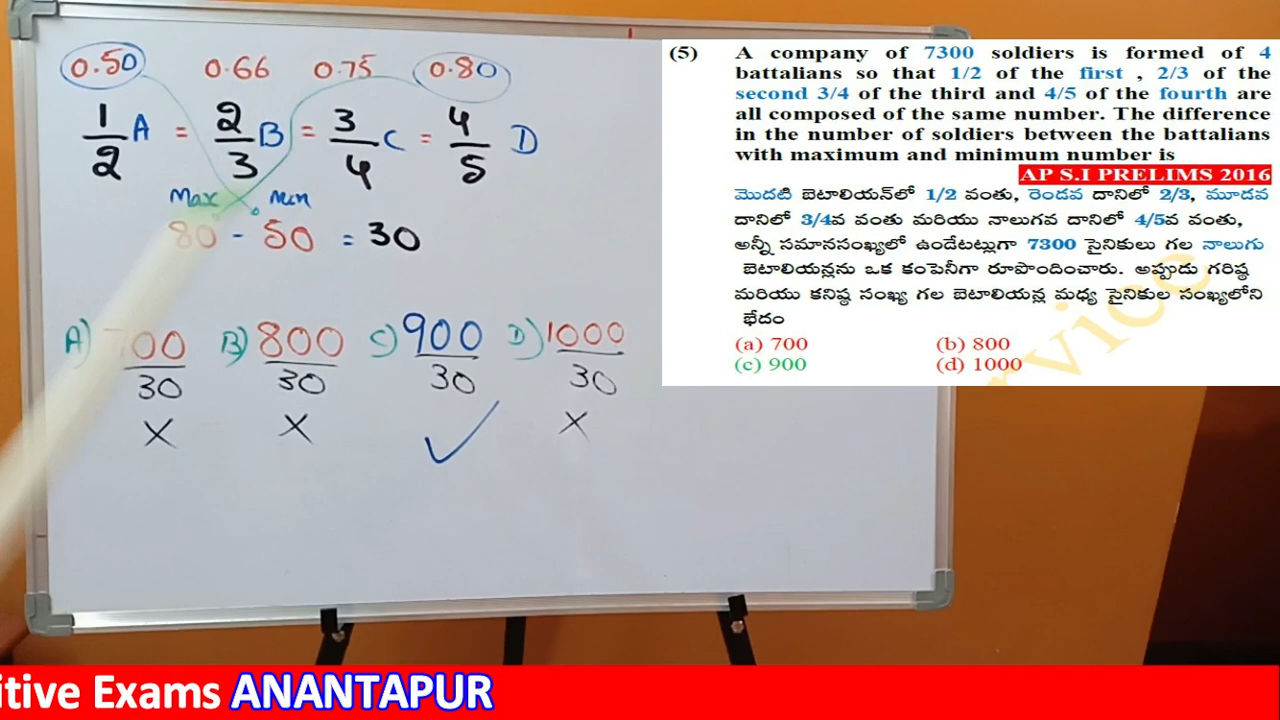 0.50 0.66 0.75 0.80
1/2 A = 2/3 B = 3/4 C = 4/5 D
Max Min
80 - 50 = 30
A) 700/30 B) 800/30 C) 900/30 D) 1000/30
X X ✓ X
(5) A company of 7300 soldiers is formed of 4
battalians so that 1/2 of the first , 2/3 of the
second 3/4 of the third and 4/5 of the fourth are
all composed of the same number. The difference
in the number of soldiers between the battalians
with maximum and minimum number is
AP S.I PRELIMS 2016
మొదటి బెటాలియన్‌లో 1/2 వంతు, రెండవ దానిలో 2/3, మూడవ
దానిలో 3/4వ వంతు మరియు నాలుగవ దానిలో 4/5వ వంతు,
అన్నీ సమానసంఖ్యలో ఉండేటట్లుగా 7300 సైనికులు గల నాలుగు
బెటాలియన్లను ఒక కంపెనీగా రూపొందించారు. అప్పుడు గరిష్ఠ
మరియు కనిష్ఠ సంఖ్య గల బెటాలియన్ల మధ్య సైనికుల సంఖ్యలోని
భేదం
(a) 700 (b) 800
(c) 900 (d) 1000
ervice
itive Exams ANANTAPUR